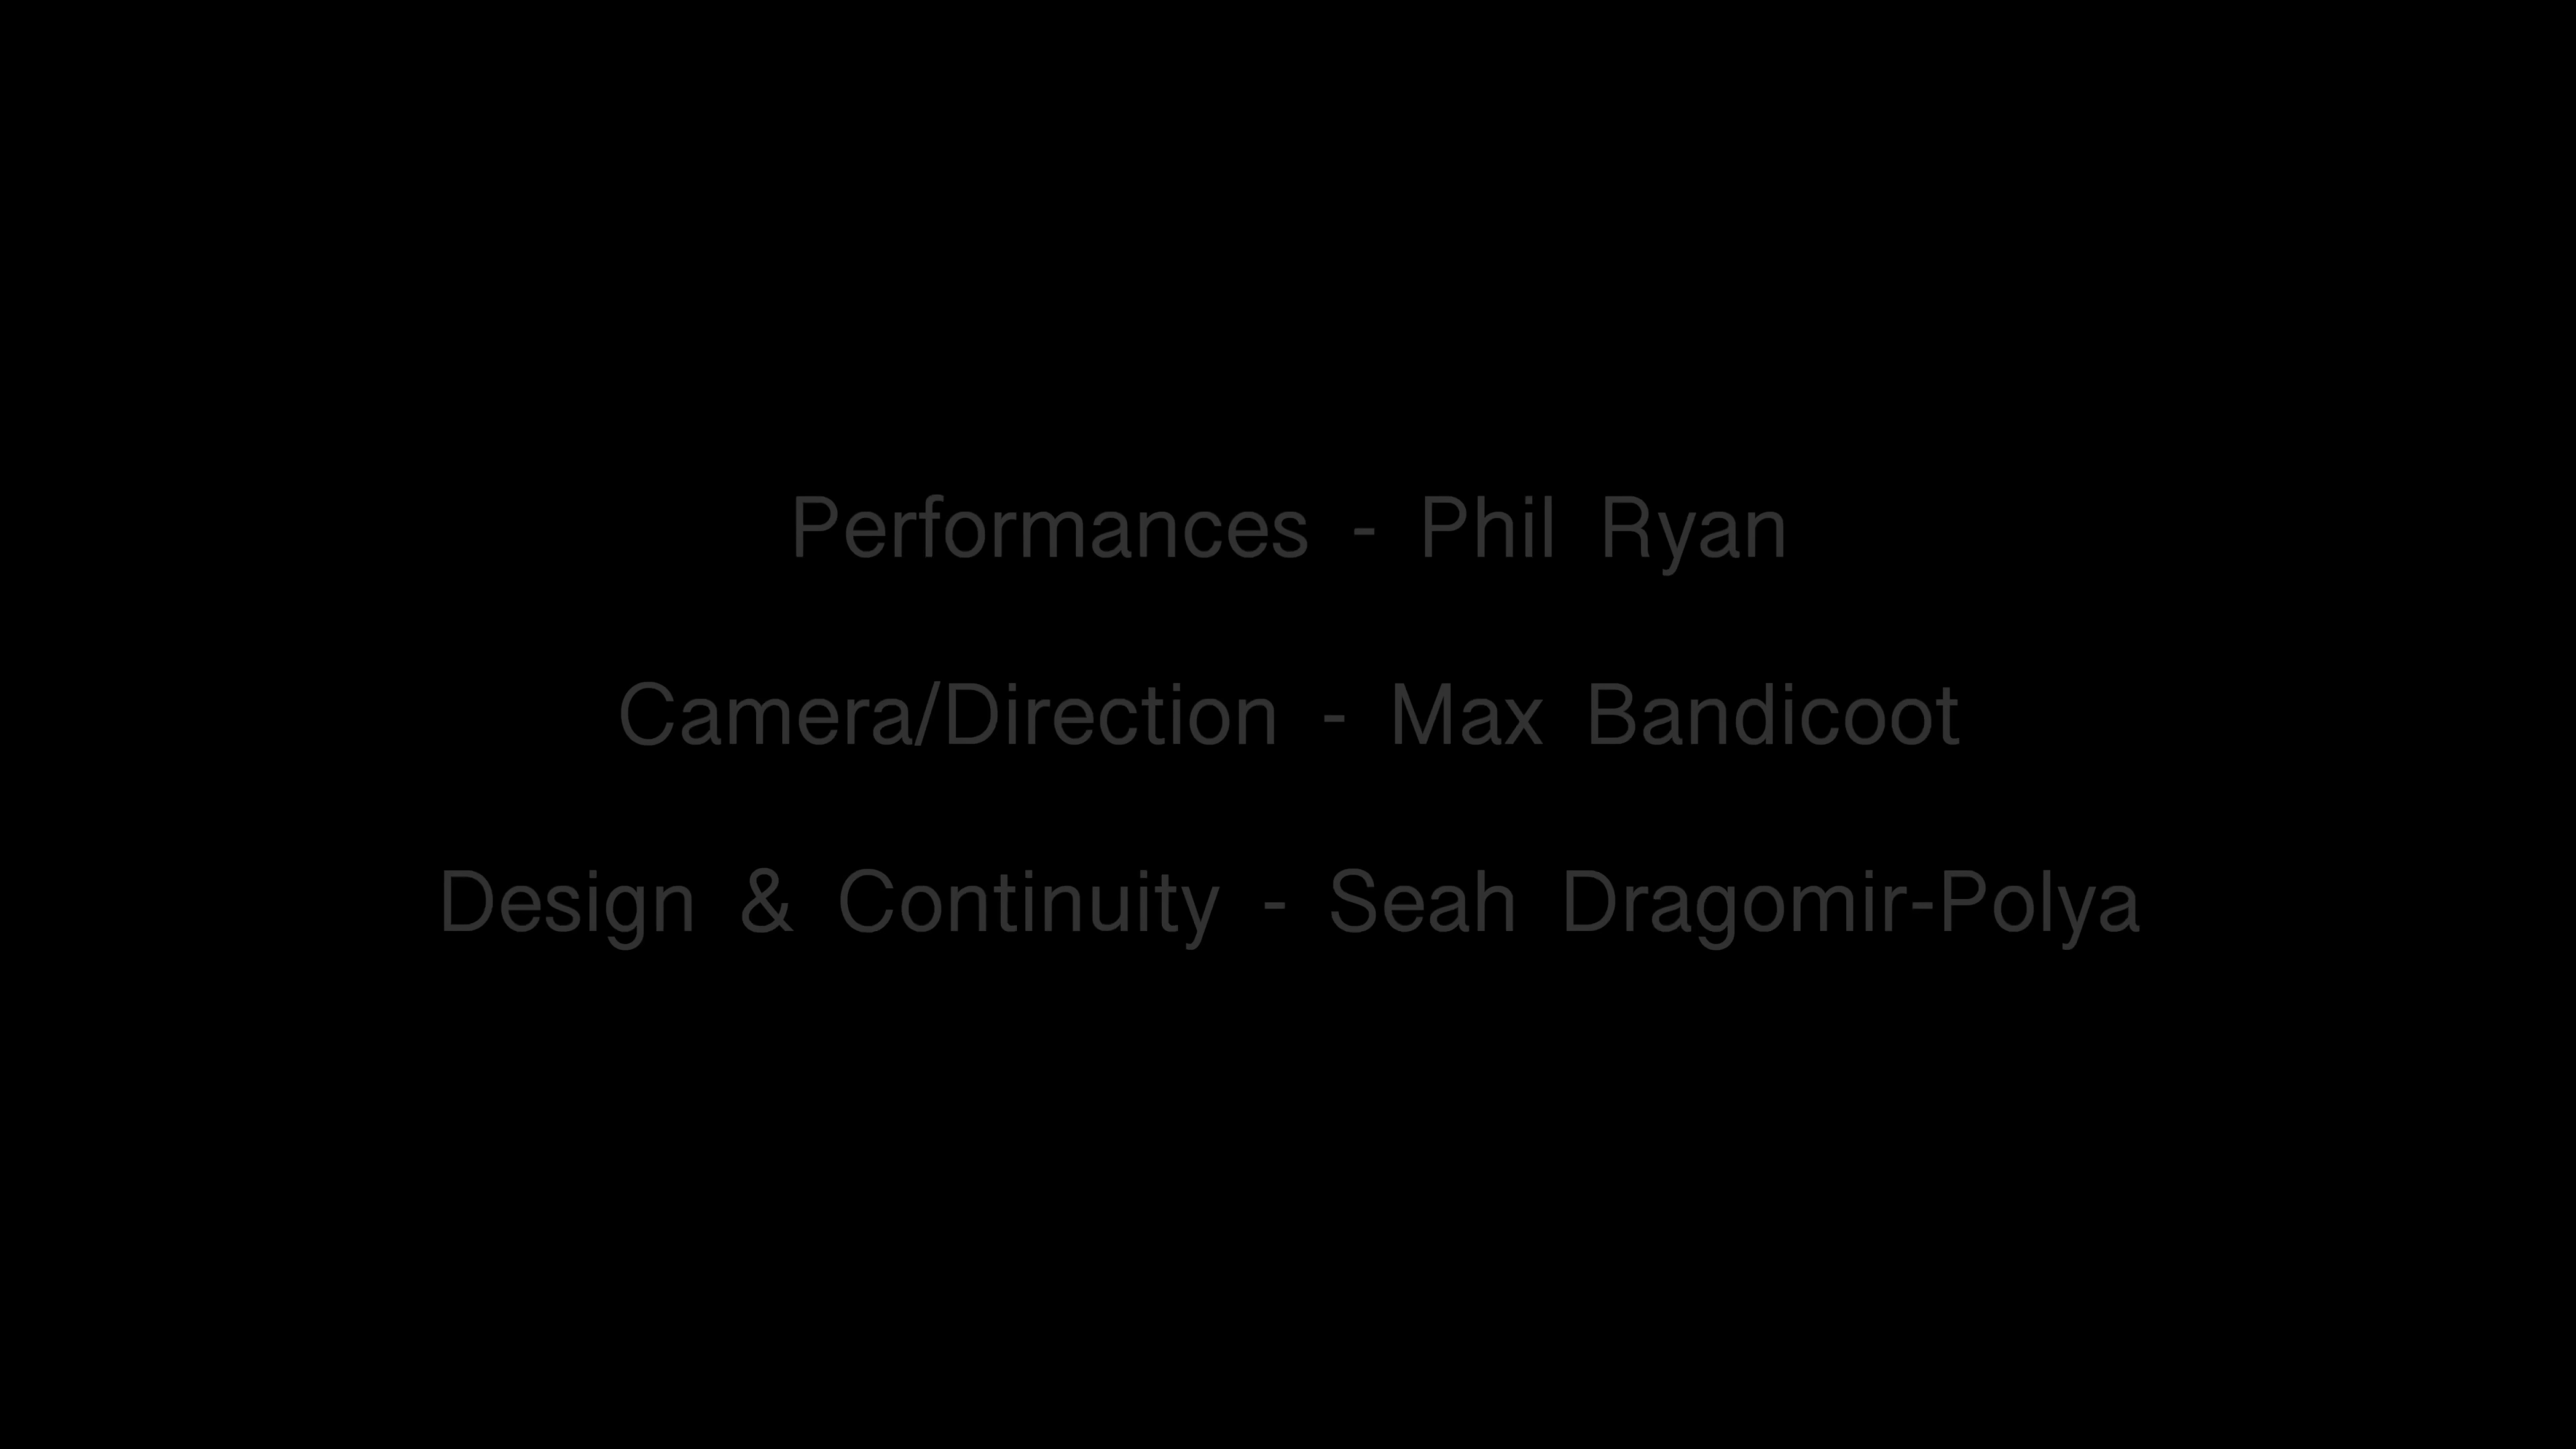 Performances - Phil Ryan
Camera/Direction - Max Bandicoot
Design & Continuity - Seah Dragomir-Polya